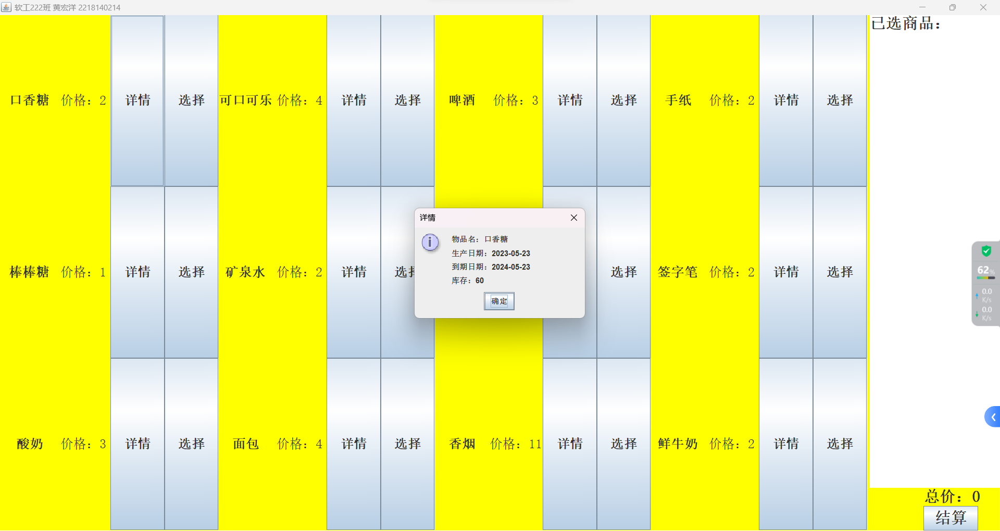 软工222班 黄宏洋 2218140214
已选商品：
口香糖 价格：2 详情 选择 可口可乐 价格：4 详情 选择 啤酒 价格：3 详情 选择 手纸 价格：2 详情 选择
详情
物品名：口香糖
生产日期：2023-05-23
到期日期：2024-05-23
库存：60
确定
棒棒糖 价格：1 详情 选择 矿泉水 价格：2 详情 选择 签字笔 价格：2 详情 选择
62%
0.0
K/s
0.0
K/s
酸奶 价格：3 详情 选择 面包 价格：4 详情 选择 香烟 价格：11 详情 选择 鲜牛奶 价格：2 详情 选择
总价：0
结算